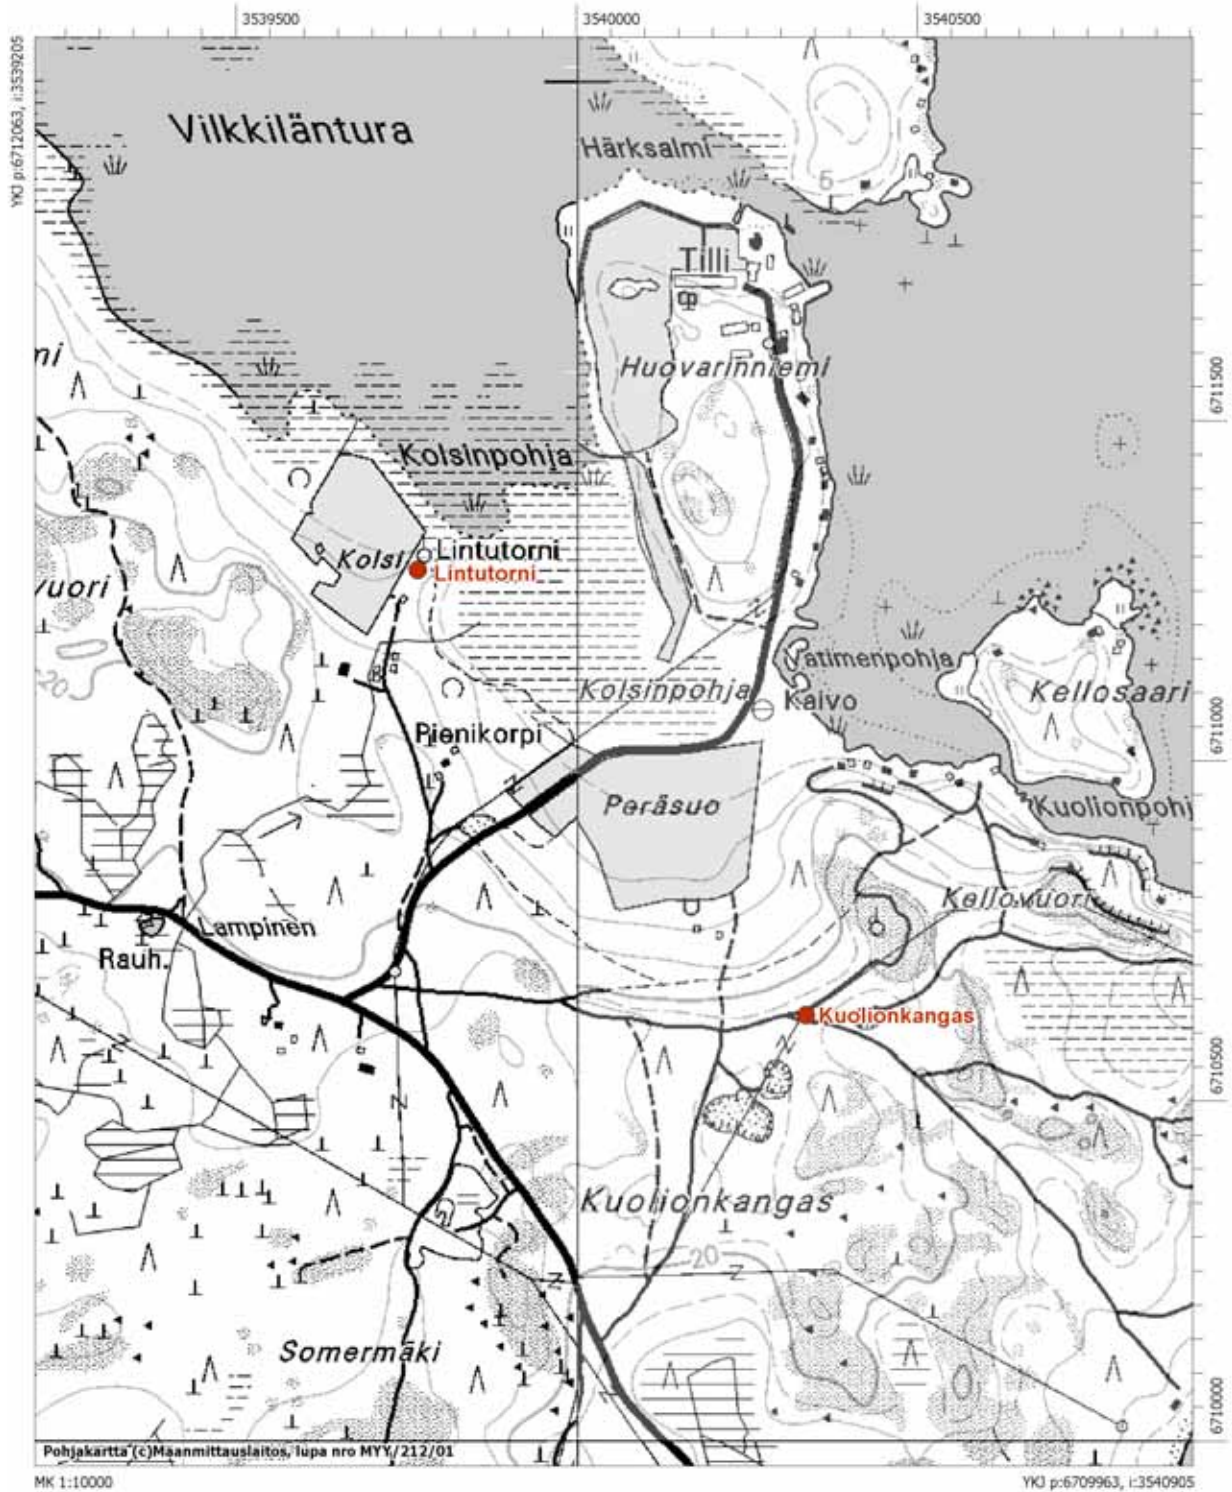 3539500
3540000
3540500
YKJ p:6712063, i:3539205
Vilkkiläntura
Härksalmi
5
Tilli
6711500
Huovarinniemi
Kolsinpohja
Kolsi
Lintutorni
Lintutorni
vuori
20
Kolsinpohja
Kaivo
Kellosaari
6711000
Pienikorpi
Peräsuo
Kuolionpohj
Kellovuori
Lampinen
Rauh.
Kuolionkangas
6710500
Kuolionkangas
20
Somermäki
6710000
Pohjakartta (c)Maanmittauslaitos, lupa nro MYY/212/01
MK 1:10000
YKJ p:6709963, i:3540905